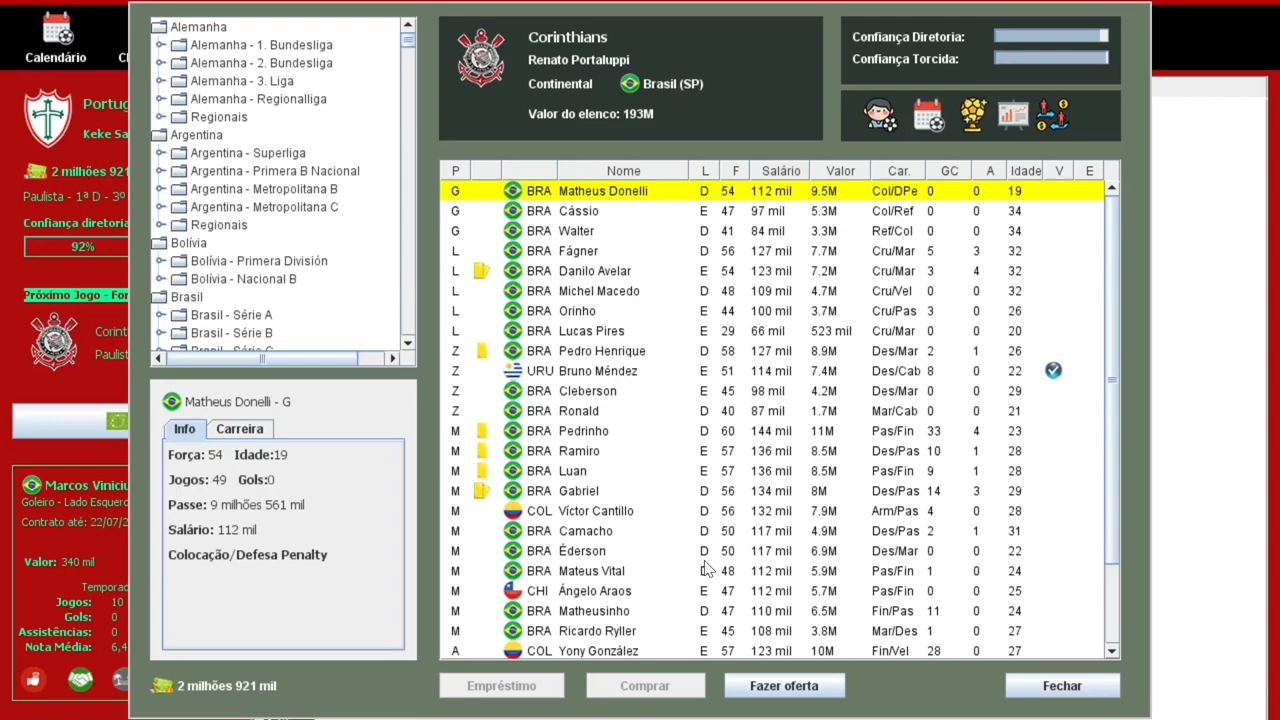 Calendário
Portug
Keke Sa
2 milhões 921
Paulista - 1ª D - 3º
Confiança diretoria
92%
Próximo Jogo - For
Corint
Paulist
Marcos Viniciu
Goleiro - Lado Esquero
Contrato até: 22/07/2
Valor: 340 mil
Temporad
Jogos: 10
Gols: 0
Assistências: 0
Nota Média: 6,4
Alemanha
Alemanha - 1. Bundesliga
Alemanha - 2. Bundesliga
Alemanha - 3. Liga
Alemanha - Regionalliga
Regionais
Argentina
Argentina - Superliga
Argentina - Primera B Nacional
Argentina - Metropolitana B
Argentina - Metropolitana C
Regionais
Bolívia
Bolívia - Primera División
Bolívia - Nacional B
Brasil
Brasil - Série A
Brasil - Série B
Brasil - Série C
Matheus Donelli - G
Info Carreira
Força: 54 Idade:19
Jogos: 49 Gols:0
Passe: 9 milhões 561 mil
Salário: 112 mil
Colocação/Defesa Penalty
2 milhões 921 mil
Corinthians
Renato Portaluppi
Continental Brasil (SP)
Valor do elenco: 193M
Confiança Diretoria:
Confiança Torcida:
P Nome L F Salário Valor Car. GC A Idade V E
G BRA Matheus Donelli D 54 112 mil 9.5M Col/DPe 0 0 19
G BRA Cássio E 47 97 mil 5.3M Col/Ref 0 0 34
G BRA Walter D 41 84 mil 3.3M Ref/Col 0 0 34
L BRA Fágner D 56 127 mil 7.7M Cru/Mar 5 3 32
L BRA Danilo Avelar E 54 123 mil 7.2M Cru/Mar 3 4 32
L BRA Michel Macedo D 48 109 mil 4.7M Cru/Vel 0 0 32
L BRA Orinho E 44 100 mil 3.7M Cru/Pas 3 0 26
L BRA Lucas Pires E 29 66 mil 523 mil Cru/Mar 0 0 20
Z BRA Pedro Henrique D 58 127 mil 8.9M Des/Mar 2 1 26
Z URU Bruno Méndez E 51 114 mil 7.4M Des/Cab 8 0 22
Z BRA Cleberson E 45 98 mil 4.2M Des/Mar 0 0 29
Z BRA Ronald D 40 87 mil 1.7M Mar/Cab 0 0 21
M BRA Pedrinho D 60 144 mil 11M Pas/Fin 33 4 23
M BRA Ramiro E 57 136 mil 8.5M Des/Pas 10 1 28
M BRA Luan E 57 136 mil 8.5M Pas/Fin 9 1 28
M BRA Gabriel D 56 134 mil 8M Des/Pas 14 3 29
M COL Víctor Cantillo D 56 132 mil 7.9M Arm/Pas 4 0 28
M BRA Camacho D 50 117 mil 4.9M Des/Pas 2 1 31
M BRA Éderson D 50 117 mil 6.9M Des/Mar 0 0 22
M BRA Mateus Vital D 48 112 mil 5.9M Pas/Fin 1 0 24
M CHI Ángelo Araos E 47 112 mil 5.7M Pas/Fin 0 0 25
M BRA Matheusinho D 47 110 mil 6.5M Fin/Pas 11 0 24
M BRA Ricardo Ryller E 45 108 mil 3.8M Mar/Des 1 0 27
A COL Yony González E 57 123 mil 10M Fin/Vel 28 0 27
Empréstimo Comprar Fazer oferta Fechar